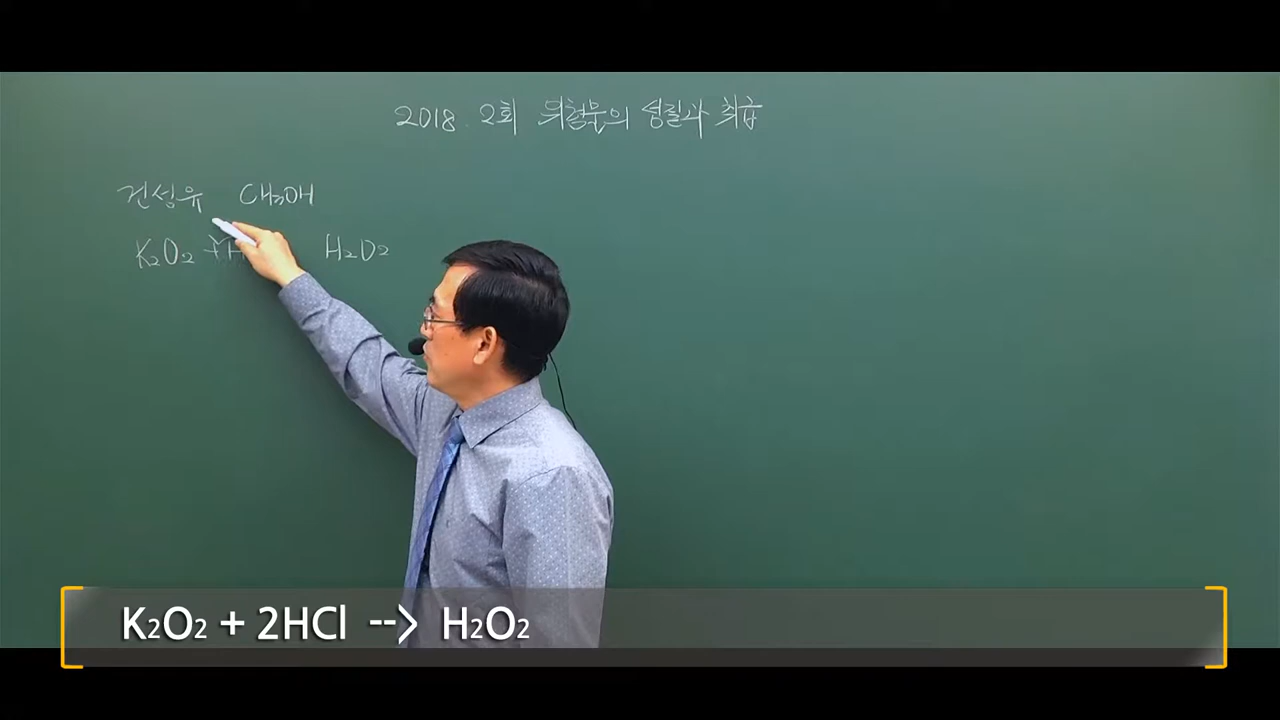 2018. 2회 위험물의 성질과 취급
건성유 CH₃OH
K₂O₂ + H H₂O₂
K₂O₂ + 2HCl --> H₂O₂